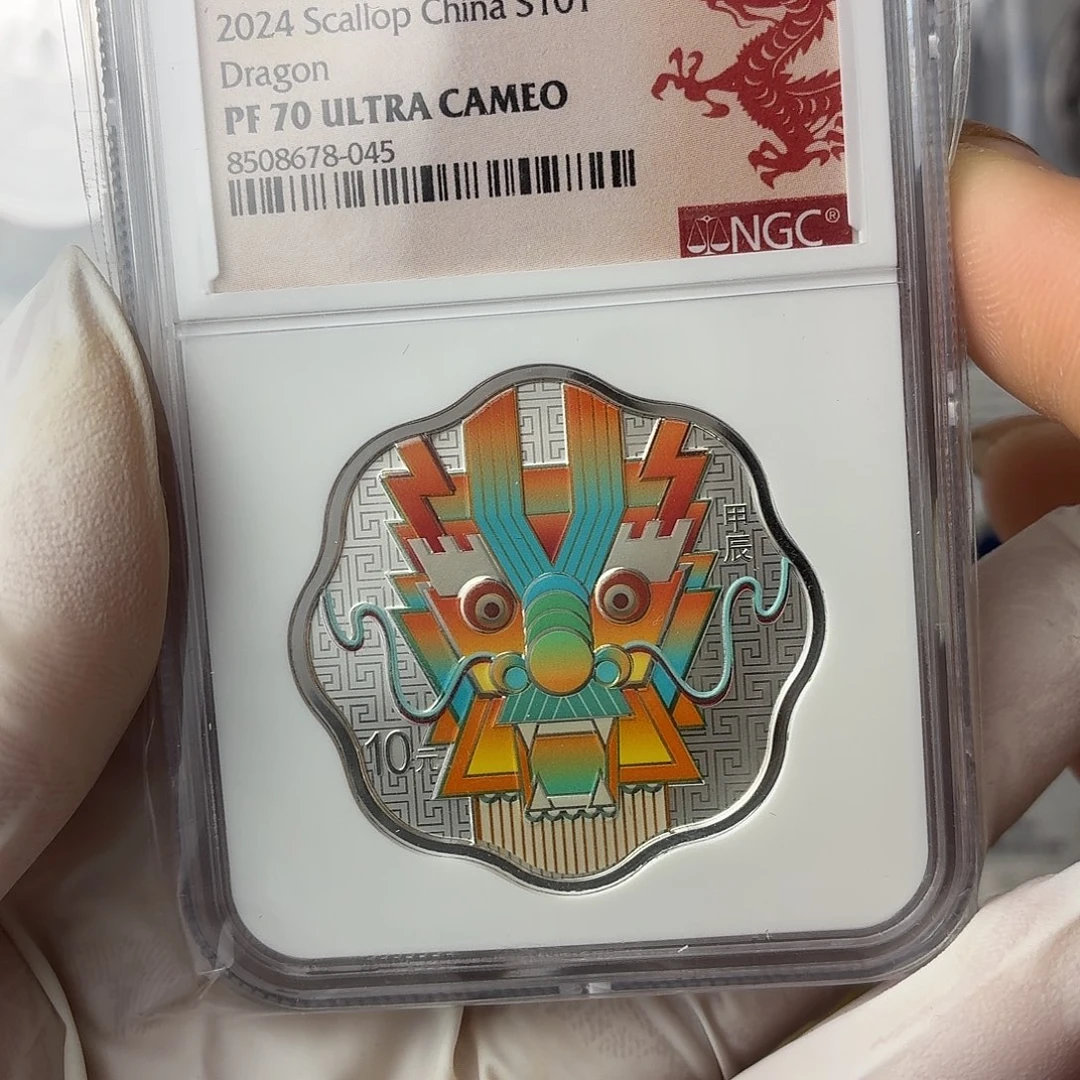 2024 Scallop China S10Y
Dragon
PF 70 ULTRA CAMEO
8508678-045
NGC®
甲
辰
10元